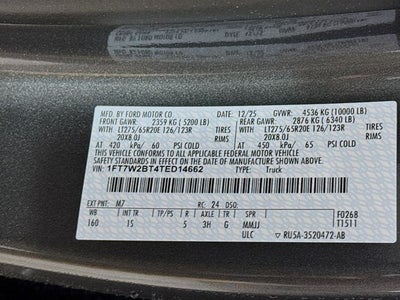 MFD. BY FORD MOTOR CO.
DATE: 12/25 GVWR: 4536 KG (10000 LB)
FRONT GAWR: 2359 KG ( 5200 LB) REAR GAWR: 2876 KG ( 6340 LB)
LT275/65R20E 126/123R TIRES LT275/65R20E 126/123R TIRES
20X8.0J RIMS 20X8.0J RIMS
AT 420 kPa/ 60 PSI COLD AT 450 kPa/ 65 PSI COLD
THIS VEHICLE CONFORMS TO ALL APPLICABLE FEDERAL MOTOR
VEHICLE SAFETY STANDARDS IN EFFECT ON THE DATE OF MANUFACTURE SHOWN ABOVE.
VIN: 1FT7W2BT4TED14662
TYPE: Truck
EXT PNT: M7 RC: 24 DSO: F0268
WB INT TR TP/PS R AXLE TR SPR T1511
160 15 5 3H G MMJJ
ULC RU5A-3520472-AB